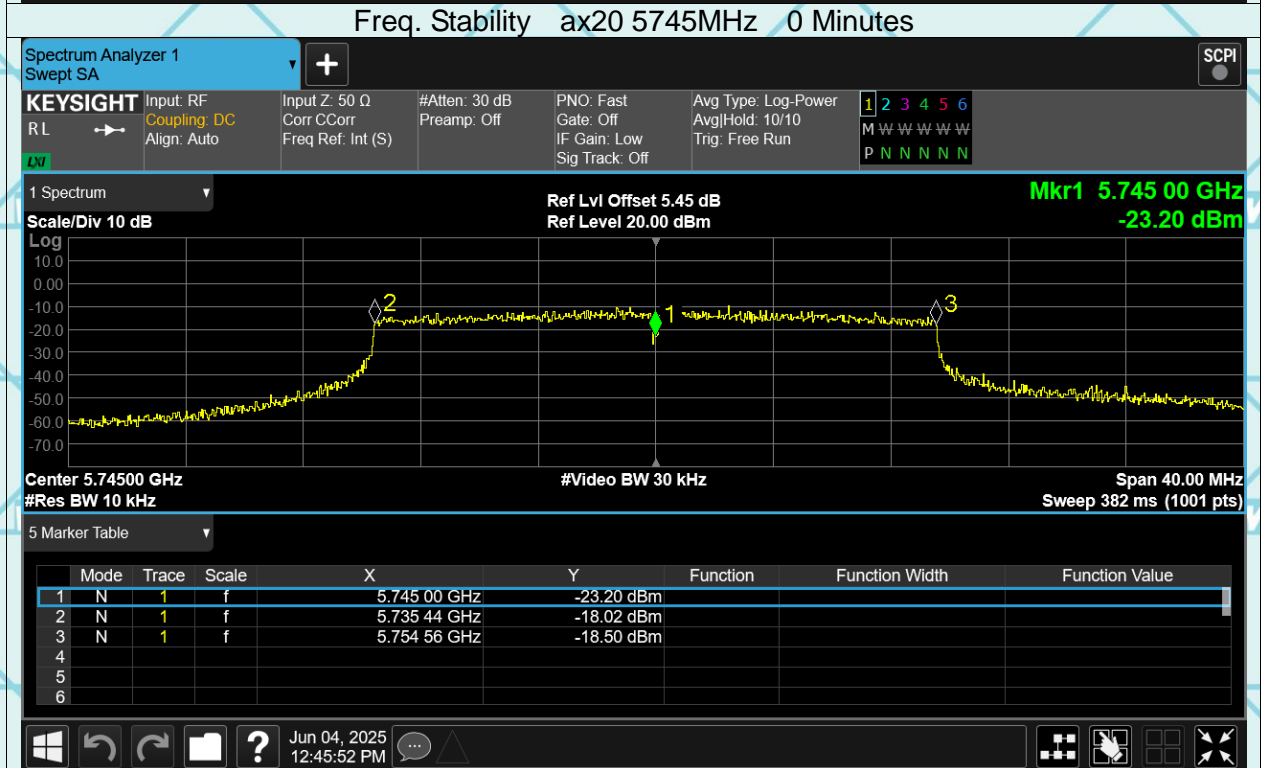 Freq. Stability ax20 5745MHz 0 Minutes
Spectrum Analyzer 1
Swept SA
+
SCPI
KEYSIGHT
RL
LXI
Input: RF
Coupling: DC
Align: Auto
Input Z: 50 Ω
Corr CCorr
Freq Ref: Int (S)
#Atten: 30 dB
Preamp: Off
PNO: Fast
Gate: Off
IF Gain: Low
Sig Track: Off
Avg Type: Log-Power
Avg|Hold: 10/10
Trig: Free Run
1 2 3 4 5 6
M W W W W W W
P N N N N N N
1 Spectrum
Scale/Div 10 dB
Ref Lvl Offset 5.45 dB
Ref Level 20.00 dBm
Mkr1 5.745 00 GHz
-23.20 dBm
Log
10.0
0.00
-10.0
-20.0
-30.0
-40.0
-50.0
-60.0
-70.0
2
1
3
Center 5.74500 GHz
#Video BW 30 kHz
Span 40.00 MHz
#Res BW 10 kHz
Sweep 382 ms (1001 pts)
5 Marker Table
Mode Trace Scale X Y Function Function Width Function Value
1 N 1 f 5.745 00 GHz -23.20 dBm
2 N 1 f 5.735 44 GHz -18.02 dBm
3 N 1 f 5.754 56 GHz -18.50 dBm
4
5
6
?
Jun 04, 2025
12:45:52 PM